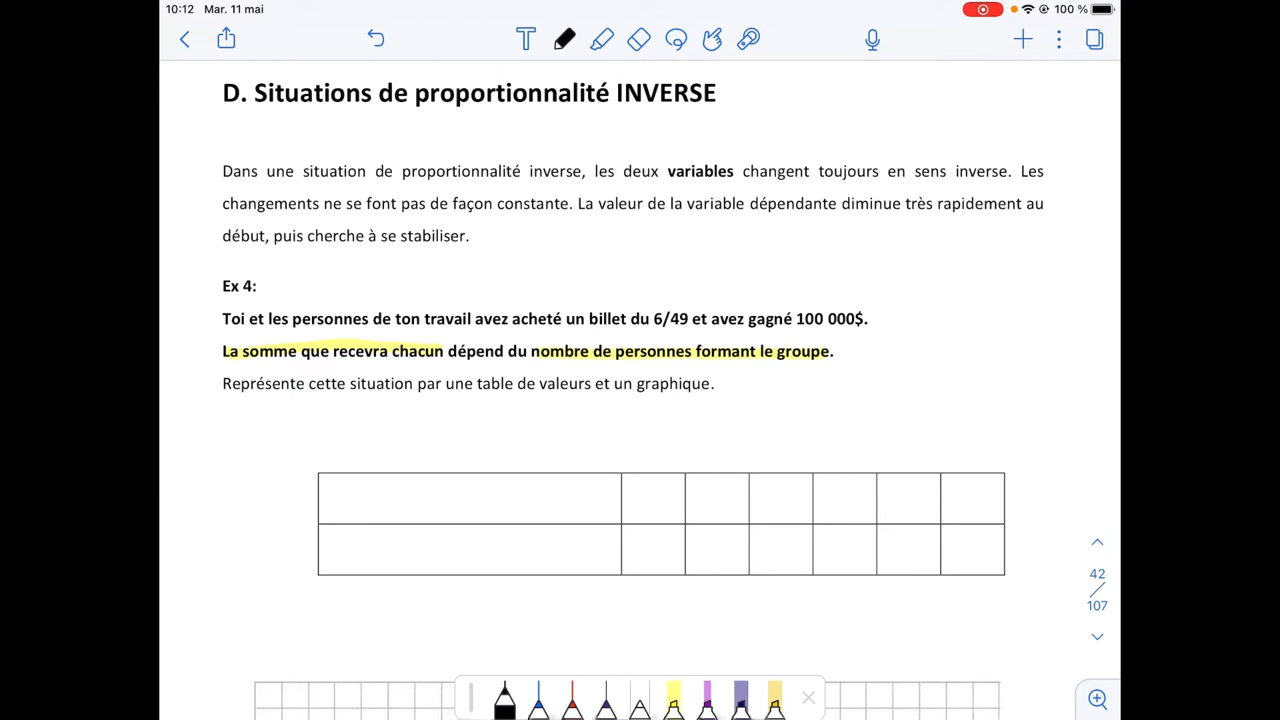 10:12 Mar. 11 mai
100 %
T
D. Situations de proportionnalité INVERSE
Dans une situation de proportionnalité inverse, les deux variables changent toujours en sens inverse. Les
changements ne se font pas de façon constante. La valeur de la variable dépendante diminue très rapidement au
début, puis cherche à se stabiliser.
Ex 4:
Toi et les personnes de ton travail avez acheté un billet du 6/49 et avez gagné 100 000$.
La somme que recevra chacun dépend du nombre de personnes formant le groupe.
Représente cette situation par une table de valeurs et un graphique.
42
107